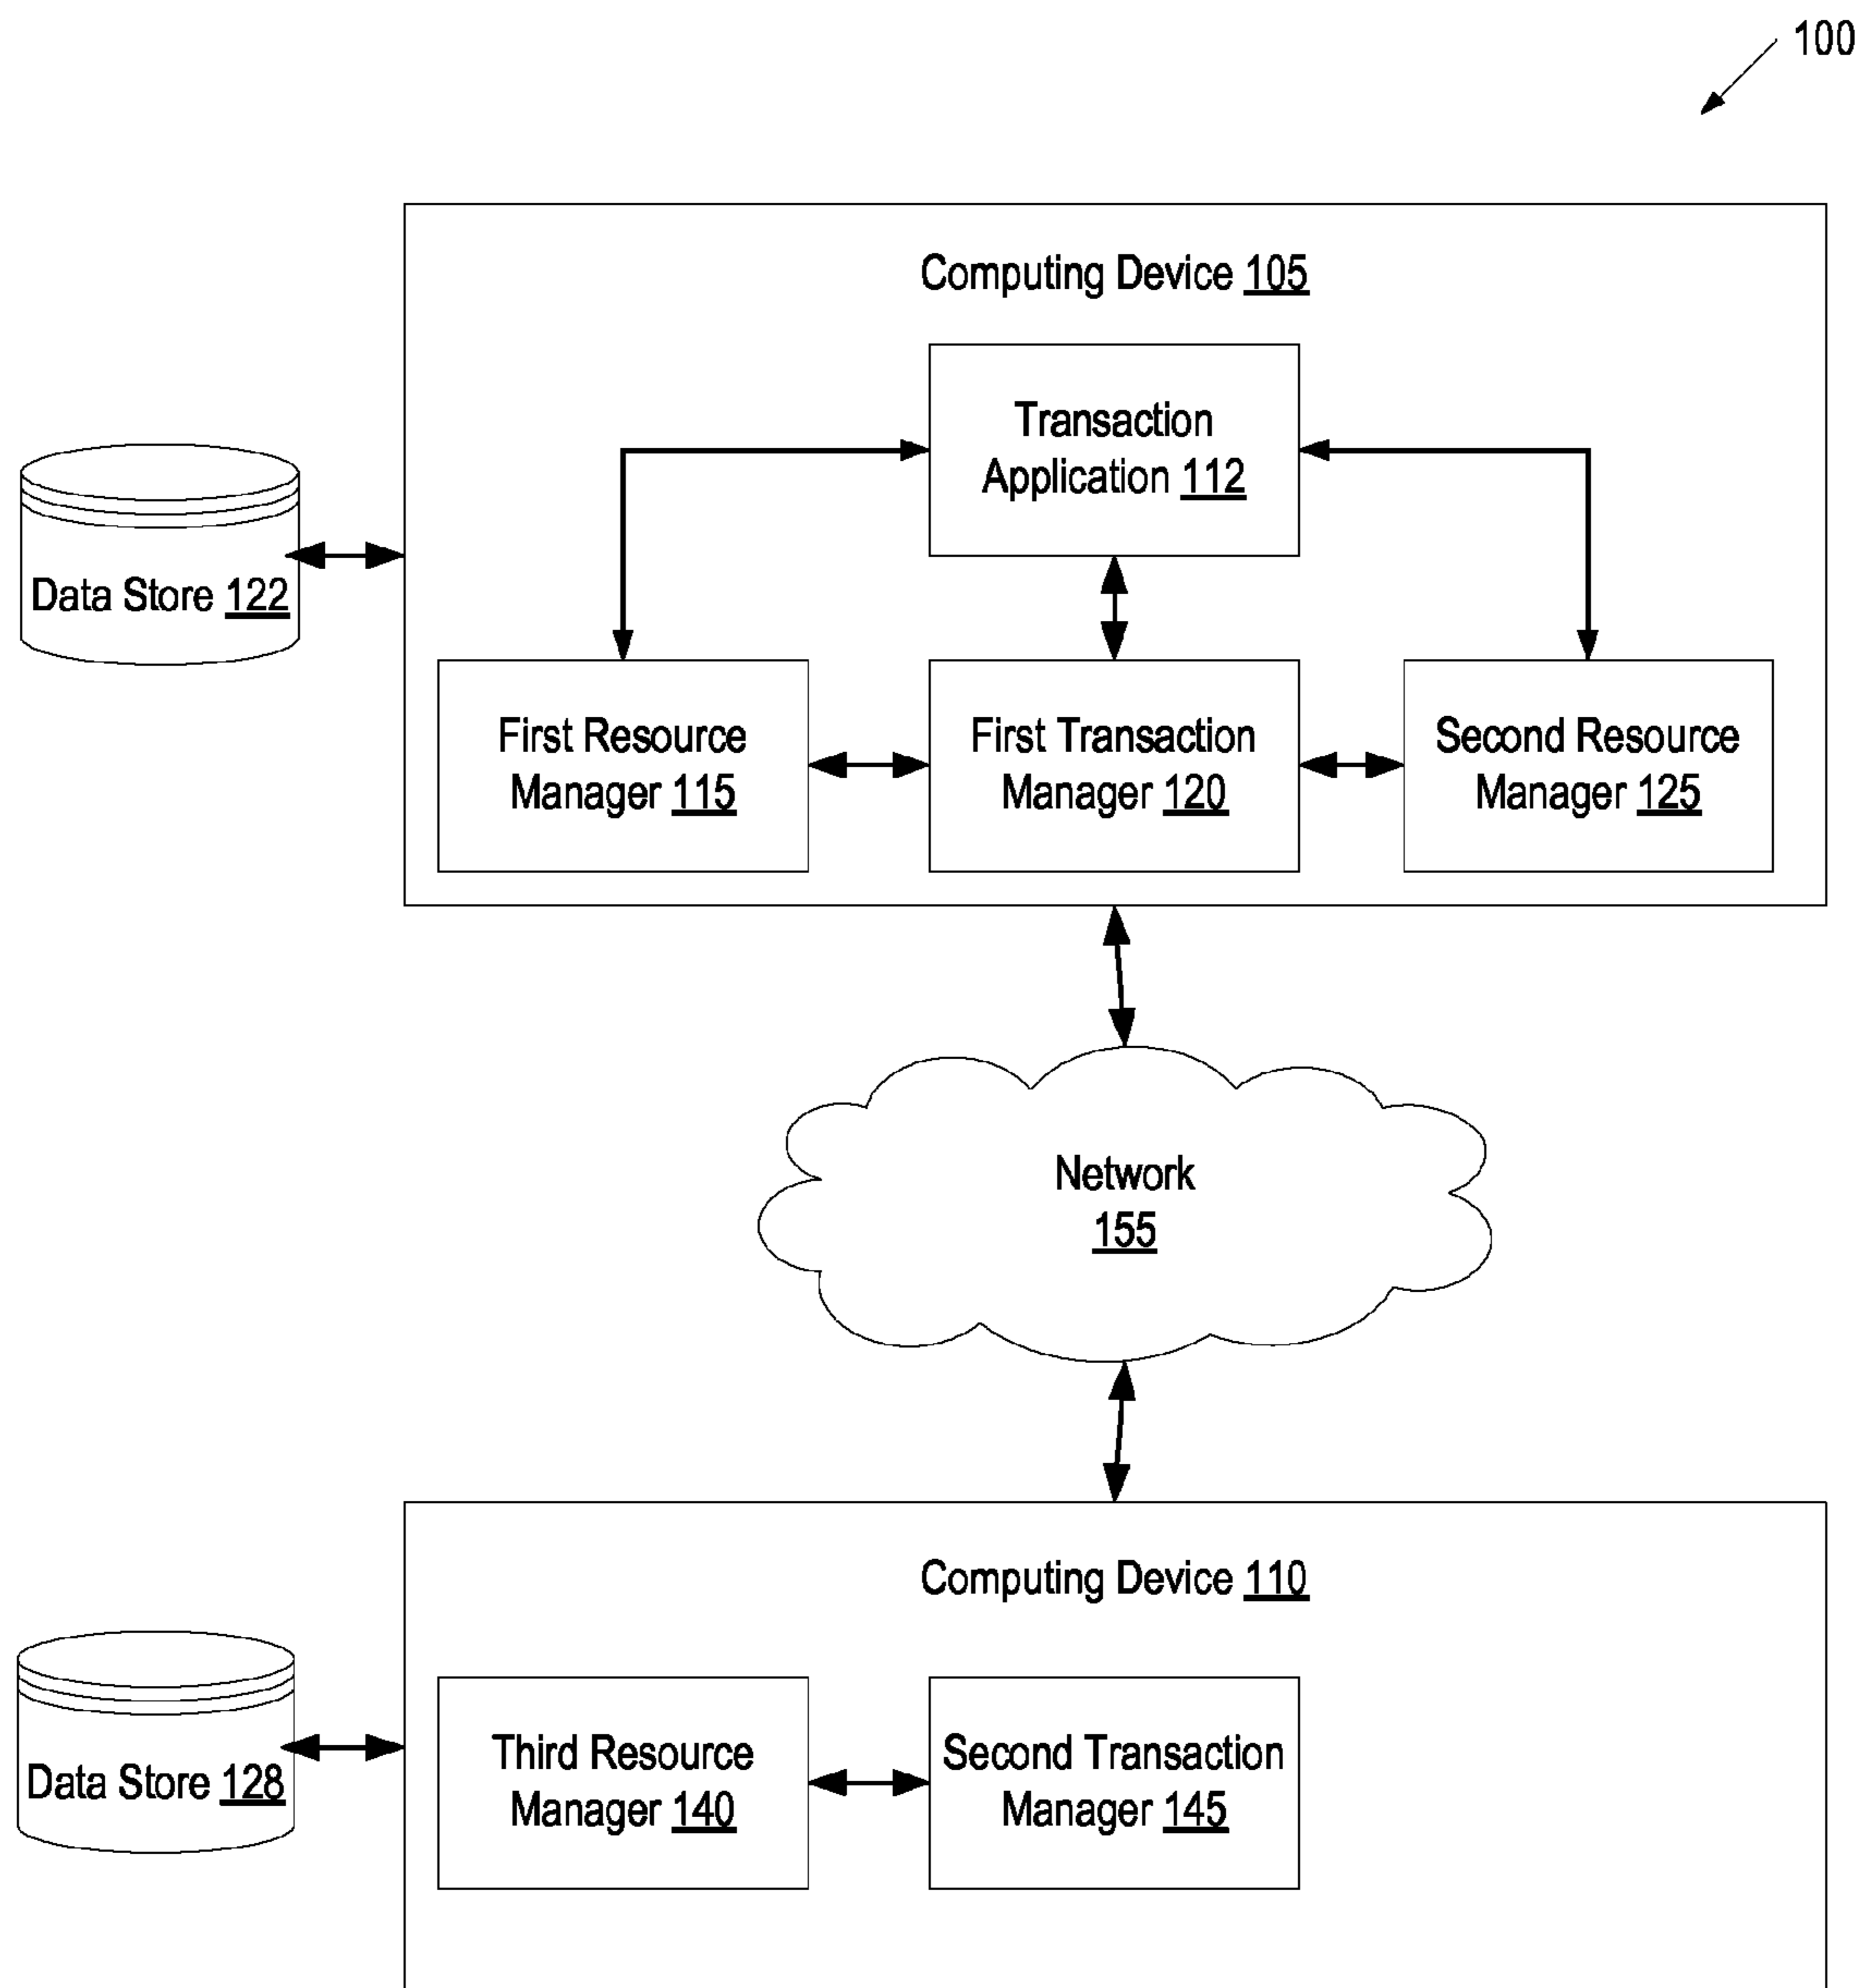 100
Computing Device 105
Transaction
Application 112
Data Store 122
First Resource
Manager 115
First Transaction
Manager 120
Second Resource
Manager 125
Network
155
Computing Device 110
Third Resource
Manager 140
Second Transaction
Manager 145
Data Store 128